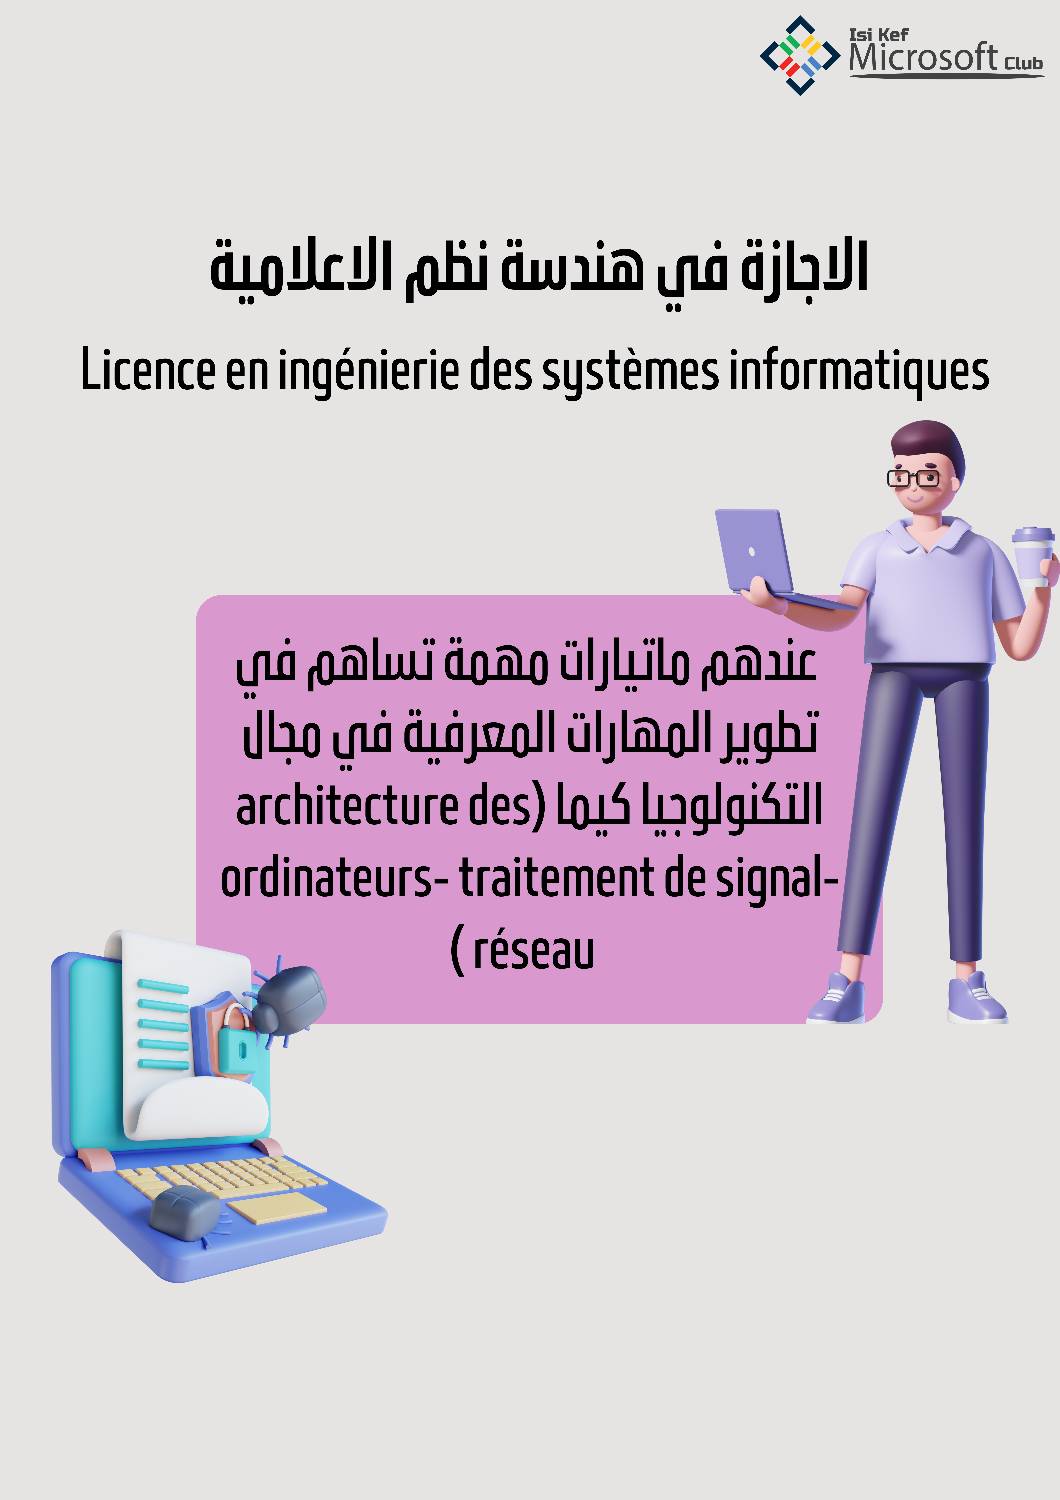 Isi Kef
Microsoft Club
الاجازة في هندسة نظم الاعلامية
Licence en ingénierie des systèmes informatiques
عندهم ماتيارات مهمة تساهم في
تطوير المهارات المعرفية في مجال
التكنولوجيا كيما (architecture des
ordinateurs- traitement de signal-
réseau )